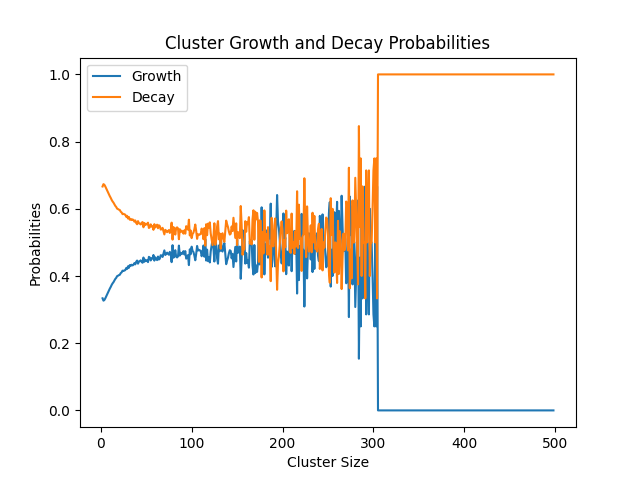 Cluster Growth and Decay Probabilities
Growth
Decay
1.0
0.8
0.6
0.4
0.2
0.0
Probabilities
0 100 200 300 400 500
Cluster Size